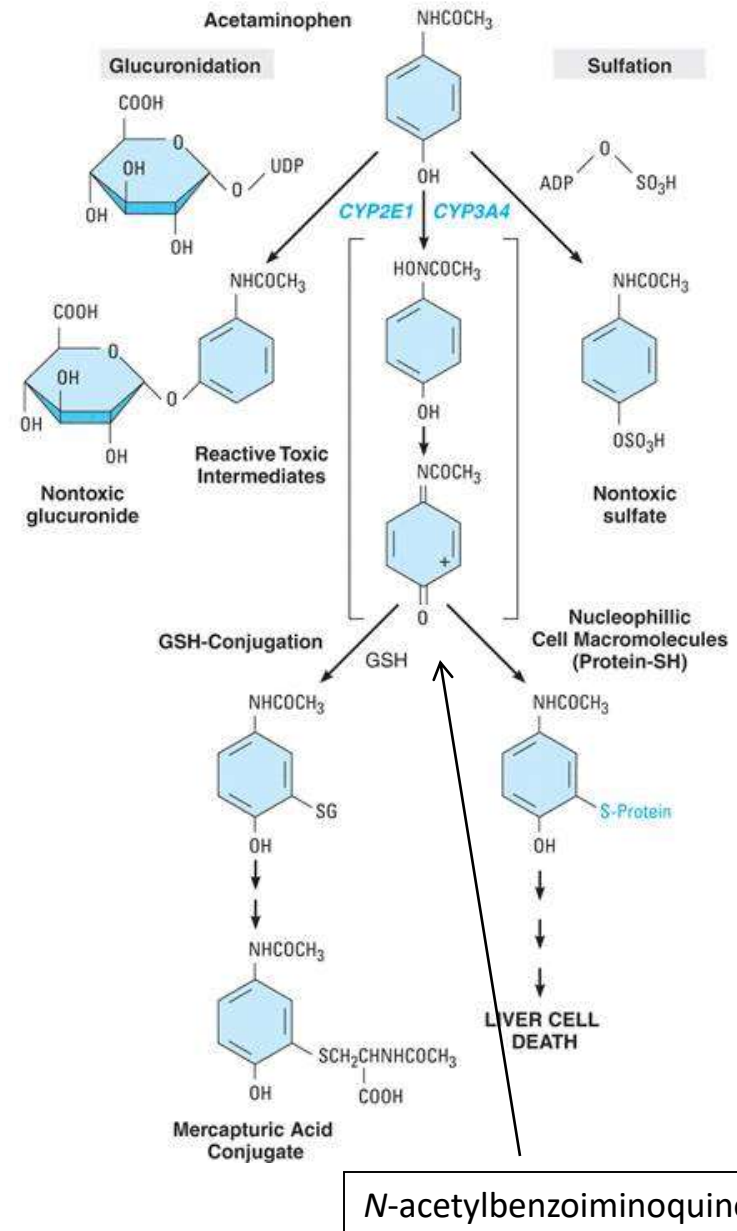 Acetaminophen
NHCOCH₃
Glucuronidation
Sulfation
COOH
O
OH
OH
OH
O
UDP
OH
ADP
O
SO₃H
CYP2E1
CYP3A4
NHCOCH₃
COOH
O
OH
OH
OH
O
Nontoxic
glucuronide
Reactive Toxic
Intermediates
HONCOCH₃
OH
NCOCH₃
+
O
NHCOCH₃
OSO₃H
Nontoxic
sulfate
GSH-Conjugation
GSH
Nucleophillic
Cell Macromolecules
(Protein-SH)
NHCOCH₃
SG
OH
NHCOCH₃
S-Protein
OH
NHCOCH₃
SCH₂CHNHCOCH₃
COOH
OH
Mercapturic Acid
Conjugate
LIVER CELL
DEATH
N-acetylbenzoiminoquin